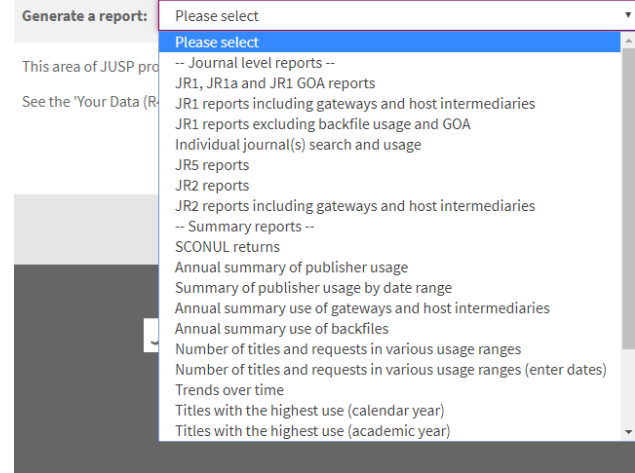 Generate a report: Please select
Please select
-- Journal level reports --
This area of JUSP pro
JR1, JR1a and JR1 GOA reports
See the 'Your Data (R4
JR1 reports including gateways and host intermediaries
JR1 reports excluding backfile usage and GOA
Individual journal(s) search and usage
JR5 reports
JR2 reports
JR2 reports including gateways and host intermediaries
-- Summary reports --
SCONUL returns
Annual summary of publisher usage
Summary of publisher usage by date range
Annual summary use of gateways and host intermediaries
Annual summary use of backfiles
Number of titles and requests in various usage ranges
Number of titles and requests in various usage ranges (enter dates)
Trends over time
Titles with the highest use (calendar year)
Titles with the highest use (academic year)